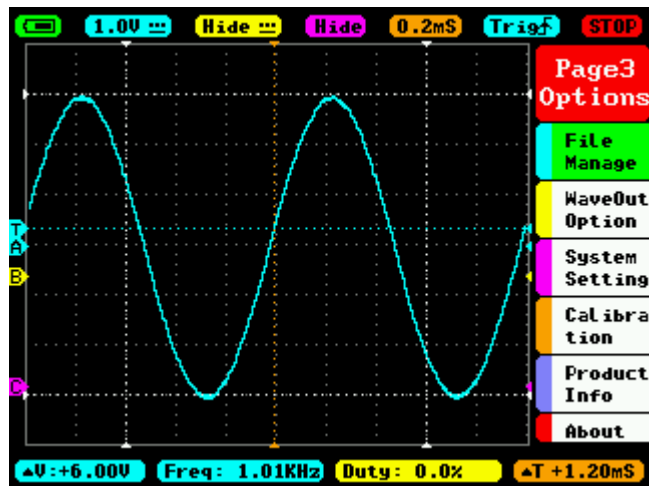 1.0V Hide Hide 0.2mS Trig STOP
Page3
Options
File
Manage
WaveOut
Option
T
A
System
Setting
B
Calibra
tion
Product
Info
C
About
▲V:+6.00V Freq: 1.01KHz Duty: 0.0% ▲T +1.20mS